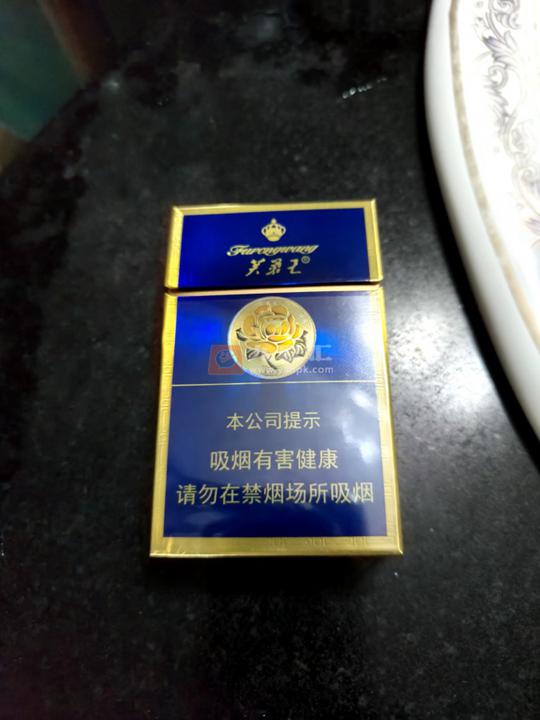 Furongwang
芙蓉王®
本公司提示
吸烟有害健康
请勿在禁烟场所吸烟